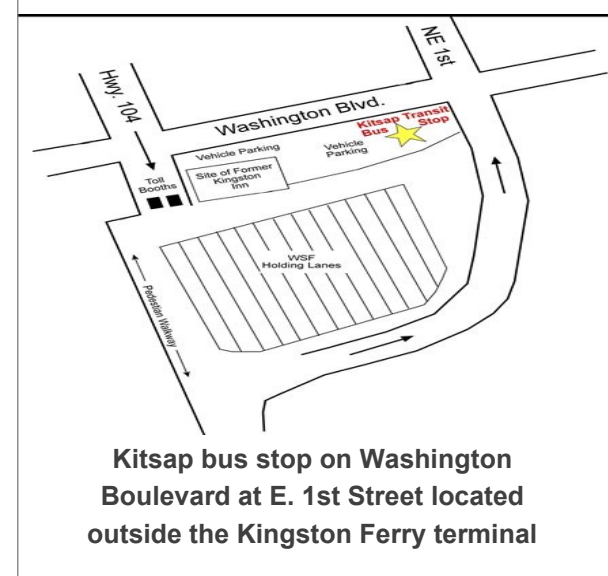 NE 1st
Hwy. 104
Washington Blvd.
Kitsap Transit
Bus Stop
Vehicle Parking
Vehicle
Parking
Toll
Booths
Site of Former
Kingston
Inn
WSF
Holding Lanes
Pedestian Walkway
Kitsap bus stop on Washington
Boulevard at E. 1st Street located
outside the Kingston Ferry terminal